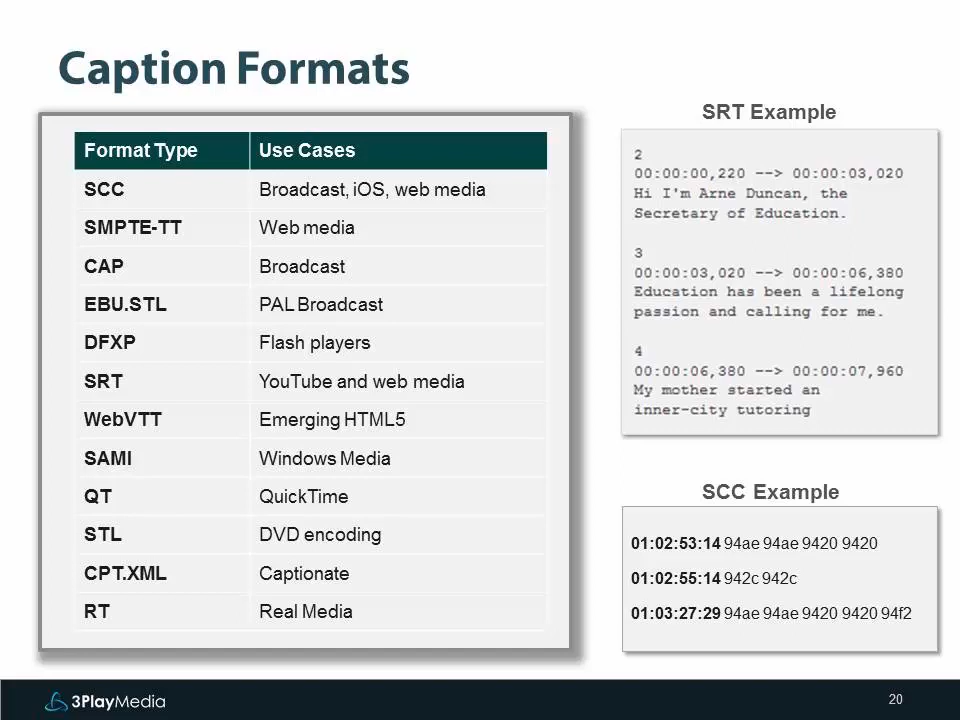 Caption Formats
Format Type Use Cases
SCC Broadcast, iOS, web media
SMPTE-TT Web media
CAP Broadcast
EBU.STL PAL Broadcast
DFXP Flash players
SRT YouTube and web media
WebVTT Emerging HTML5
SAMI Windows Media
QT QuickTime
STL DVD encoding
CPT.XML Captionate
RT Real Media
SRT Example
2
00:00:00,220 --> 00:00:03,020
Hi I'm Arne Duncan, the
Secretary of Education.
3
00:00:03,020 --> 00:00:06,380
Education has been a lifelong
passion and calling for me.
4
00:00:06,380 --> 00:00:07,960
My mother started an
inner-city tutoring
SCC Example
01:02:53:14 94ae 94ae 9420 9420
01:02:55:14 942c 942c
01:03:27:29 94ae 94ae 9420 9420 94f2
3PlayMedia
20